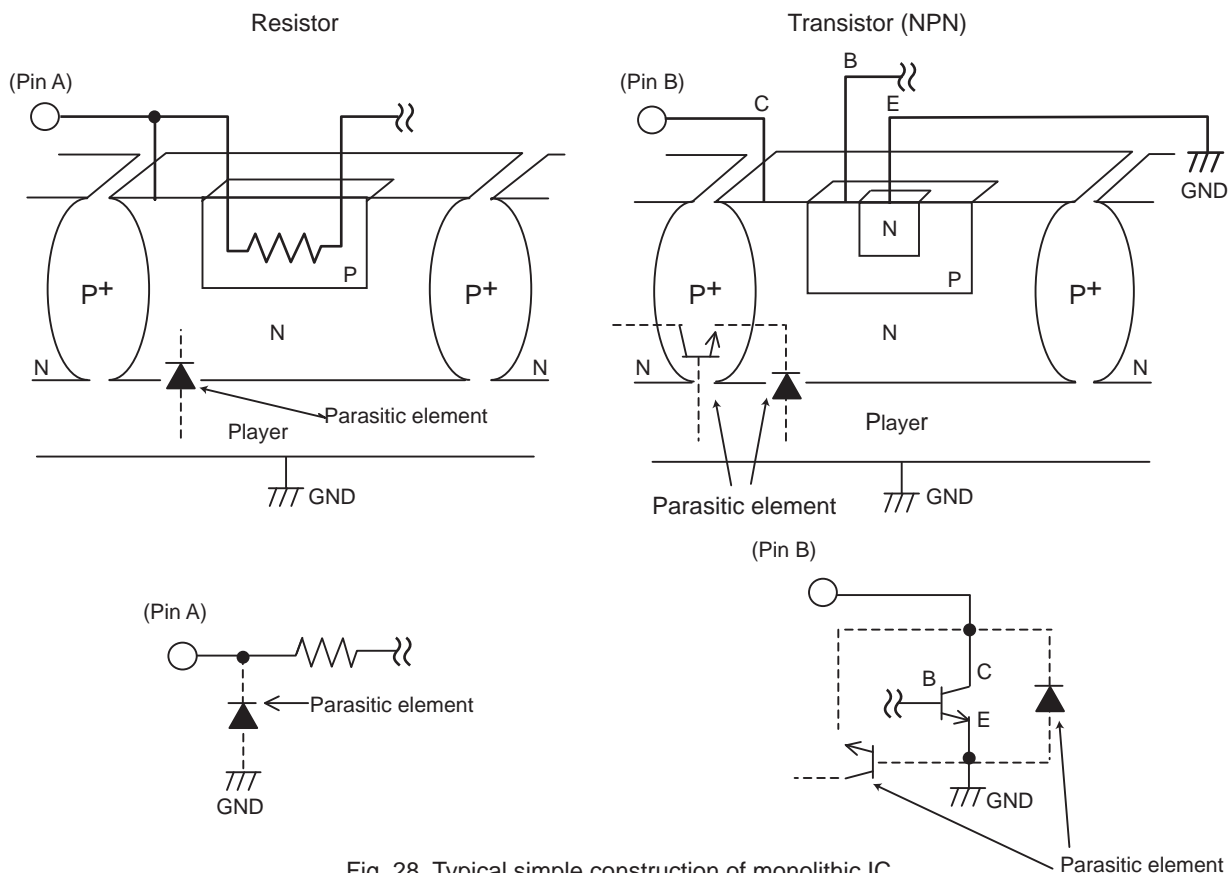 Resistor
Transistor (NPN)
(Pin A)
(Pin B)
B
C
E
GND
N
P
P+
P+
N
N
N
Parasitic element
Player
GND
P+
P+
N
P
N
N
N
Player
Parasitic element
GND
(Pin A)
Parasitic element
GND
(Pin B)
C
B
E
GND
Parasitic element
Fig. 28 Typical simple construction of monolithic IC